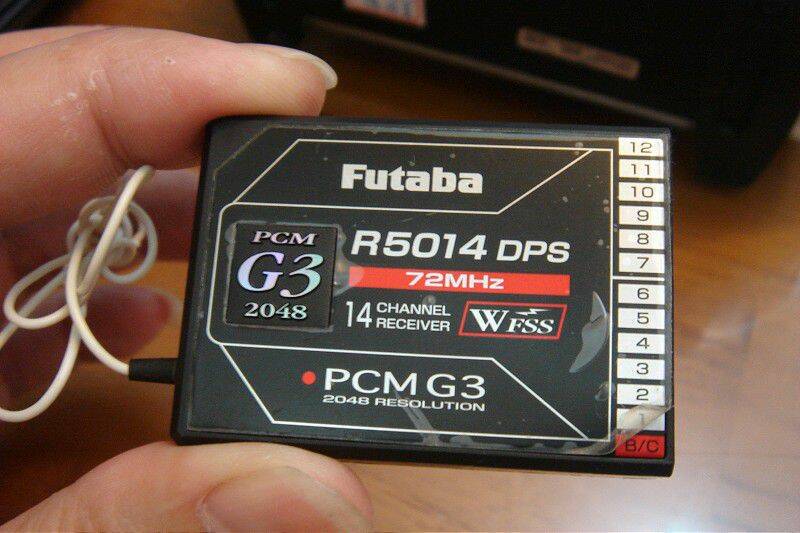 Futaba
PCM
G3
2048
R5014 DPS
72MHz
14 CHANNEL
RECEIVER
WFSS
PCM G3
2048 RESOLUTION
12
11
10
9
8
7
6
5
4
3
2
1
B/C